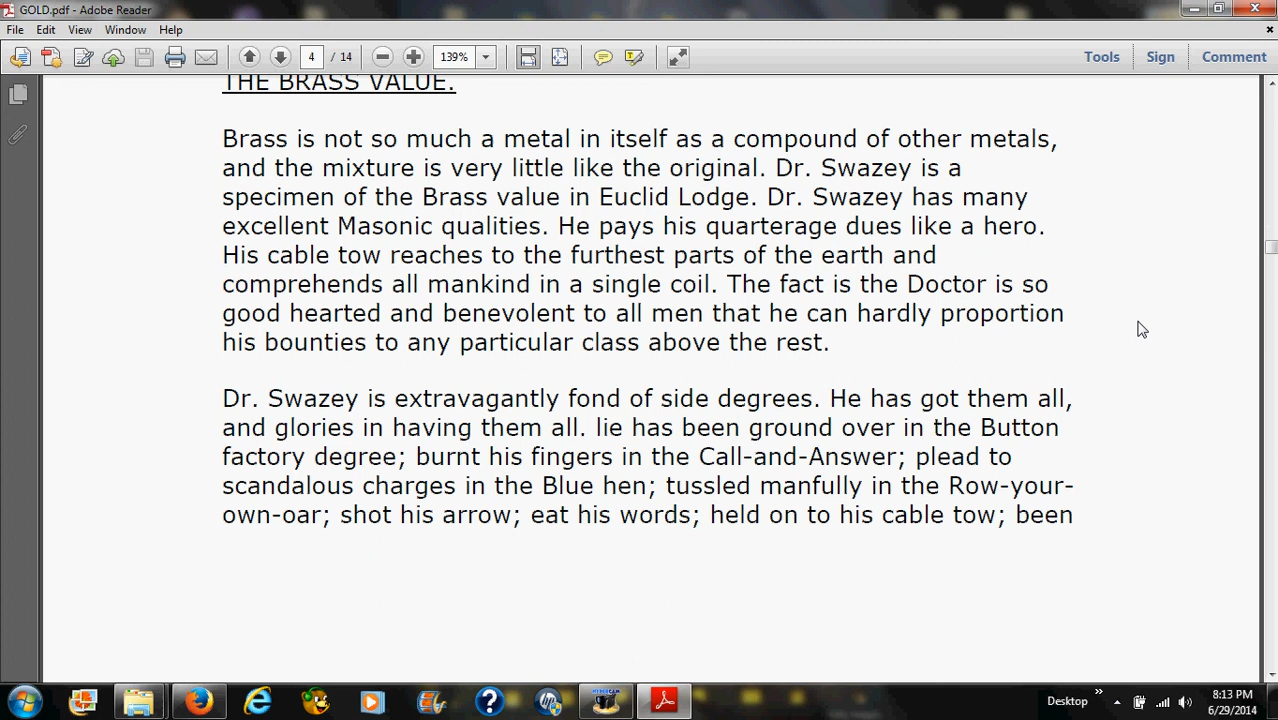 GOLD.pdf - Adobe Reader
File Edit View Window Help
4 / 14 139% Tools Sign Comment
THE BRASS VALUE.
Brass is not so much a metal in itself as a compound of other metals,
and the mixture is very little like the original. Dr. Swazey is a
specimen of the Brass value in Euclid Lodge. Dr. Swazey has many
excellent Masonic qualities. He pays his quarterage dues like a hero.
His cable tow reaches to the furthest parts of the earth and
comprehends all mankind in a single coil. The fact is the Doctor is so
good hearted and benevolent to all men that he can hardly proportion
his bounties to any particular class above the rest.
Dr. Swazey is extravagantly fond of side degrees. He has got them all,
and glories in having them all. lie has been ground over in the Button
factory degree; burnt his fingers in the Call-and-Answer; plead to
scandalous charges in the Blue hen; tussled manfully in the Row-your-
own-oar; shot his arrow; eat his words; held on to his cable tow; been
Desktop 8:13 PM
6/29/2014